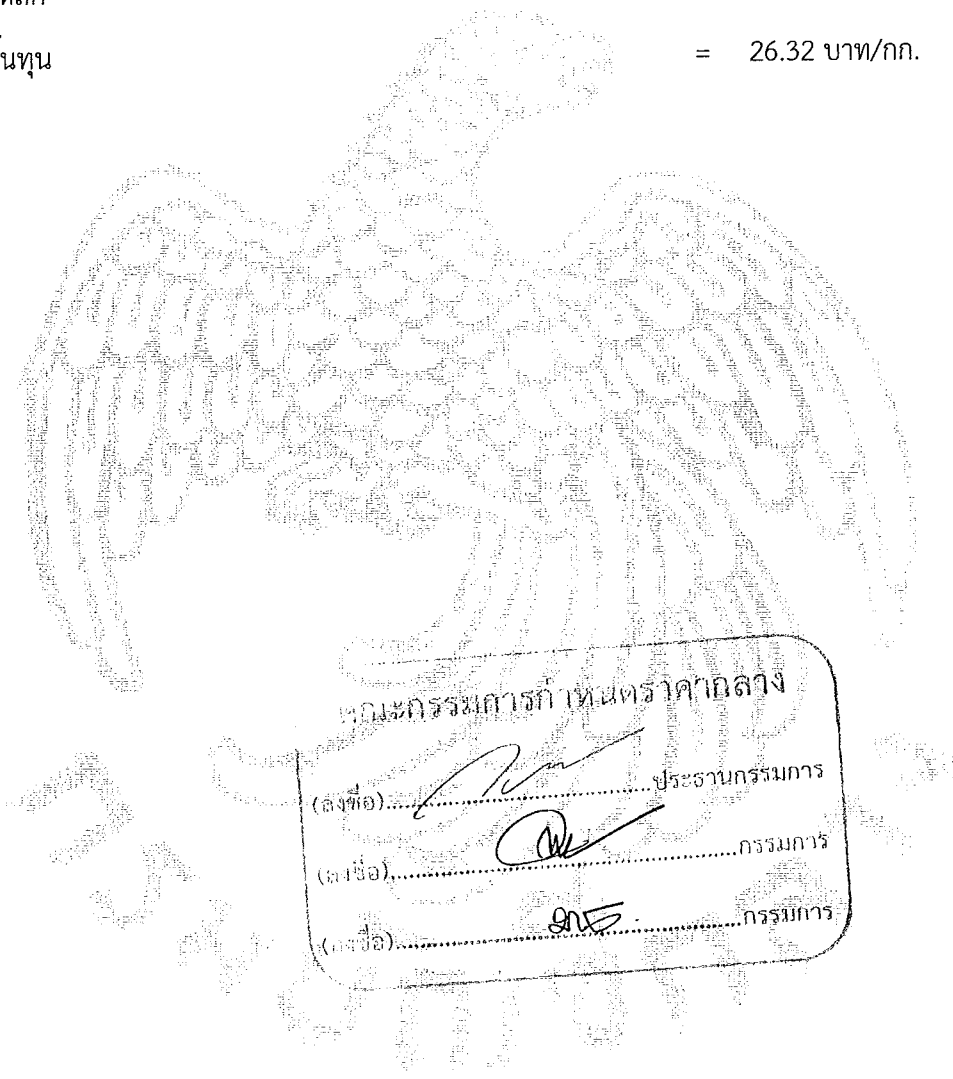 นทุน = 26.32 บาท/กก.
คณะกรรมการกำหนดราคากลาง
(ลงชื่อ)....................ประธานกรรมการ
(ลงชื่อ)....................กรรมการ
(ลงชื่อ)....................กรรมการ